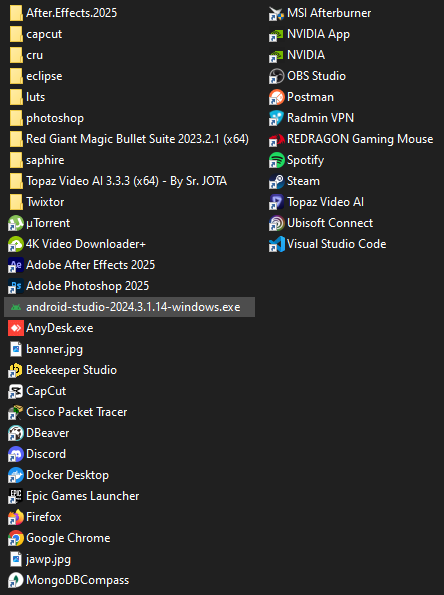 After.Effects.2025
capcut
cru
eclipse
luts
photoshop
Red Giant Magic Bullet Suite 2023.2.1 (x64)
saphire
Topaz Video AI 3.3.3 (x64) - By Sr. JOTA
Twixtor
µTorrent
4K Video Downloader+
Adobe After Effects 2025
Adobe Photoshop 2025
android-studio-2024.3.1.14-windows.exe
AnyDesk.exe
banner.jpg
Beekeeper Studio
CapCut
Cisco Packet Tracer
DBeaver
Discord
Docker Desktop
Epic Games Launcher
Firefox
Google Chrome
jawp.jpg
MongoDBCompass
MSI Afterburner
NVIDIA App
NVIDIA
OBS Studio
Postman
Radmin VPN
REDRAGON Gaming Mouse
Spotify
Steam
Topaz Video AI
Ubisoft Connect
Visual Studio Code